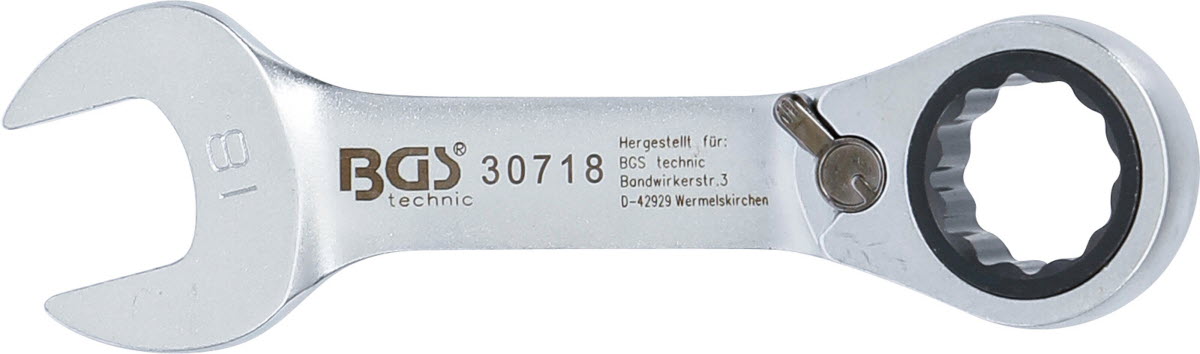 18
BGS® 30718
technic
Hergestellt für:
BGS technic
Bandwirkerstr.3
D-42929 Wermelskirchen